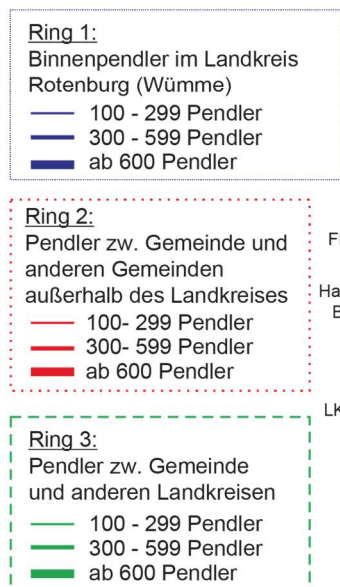 Ring 1:
Binnenpendler im Landkreis
Rotenburg (Wümme)
100 - 299 Pendler
300 - 599 Pendler
ab 600 Pendler
Ring 2:
Pendler zw. Gemeinde und
anderen Gemeinden
außerhalb des Landkreises
100- 299 Pendler
300- 599 Pendler
ab 600 Pendler
Ring 3:
Pendler zw. Gemeinde
und anderen Landkreisen
100 - 299 Pendler
300 - 599 Pendler
ab 600 Pendler